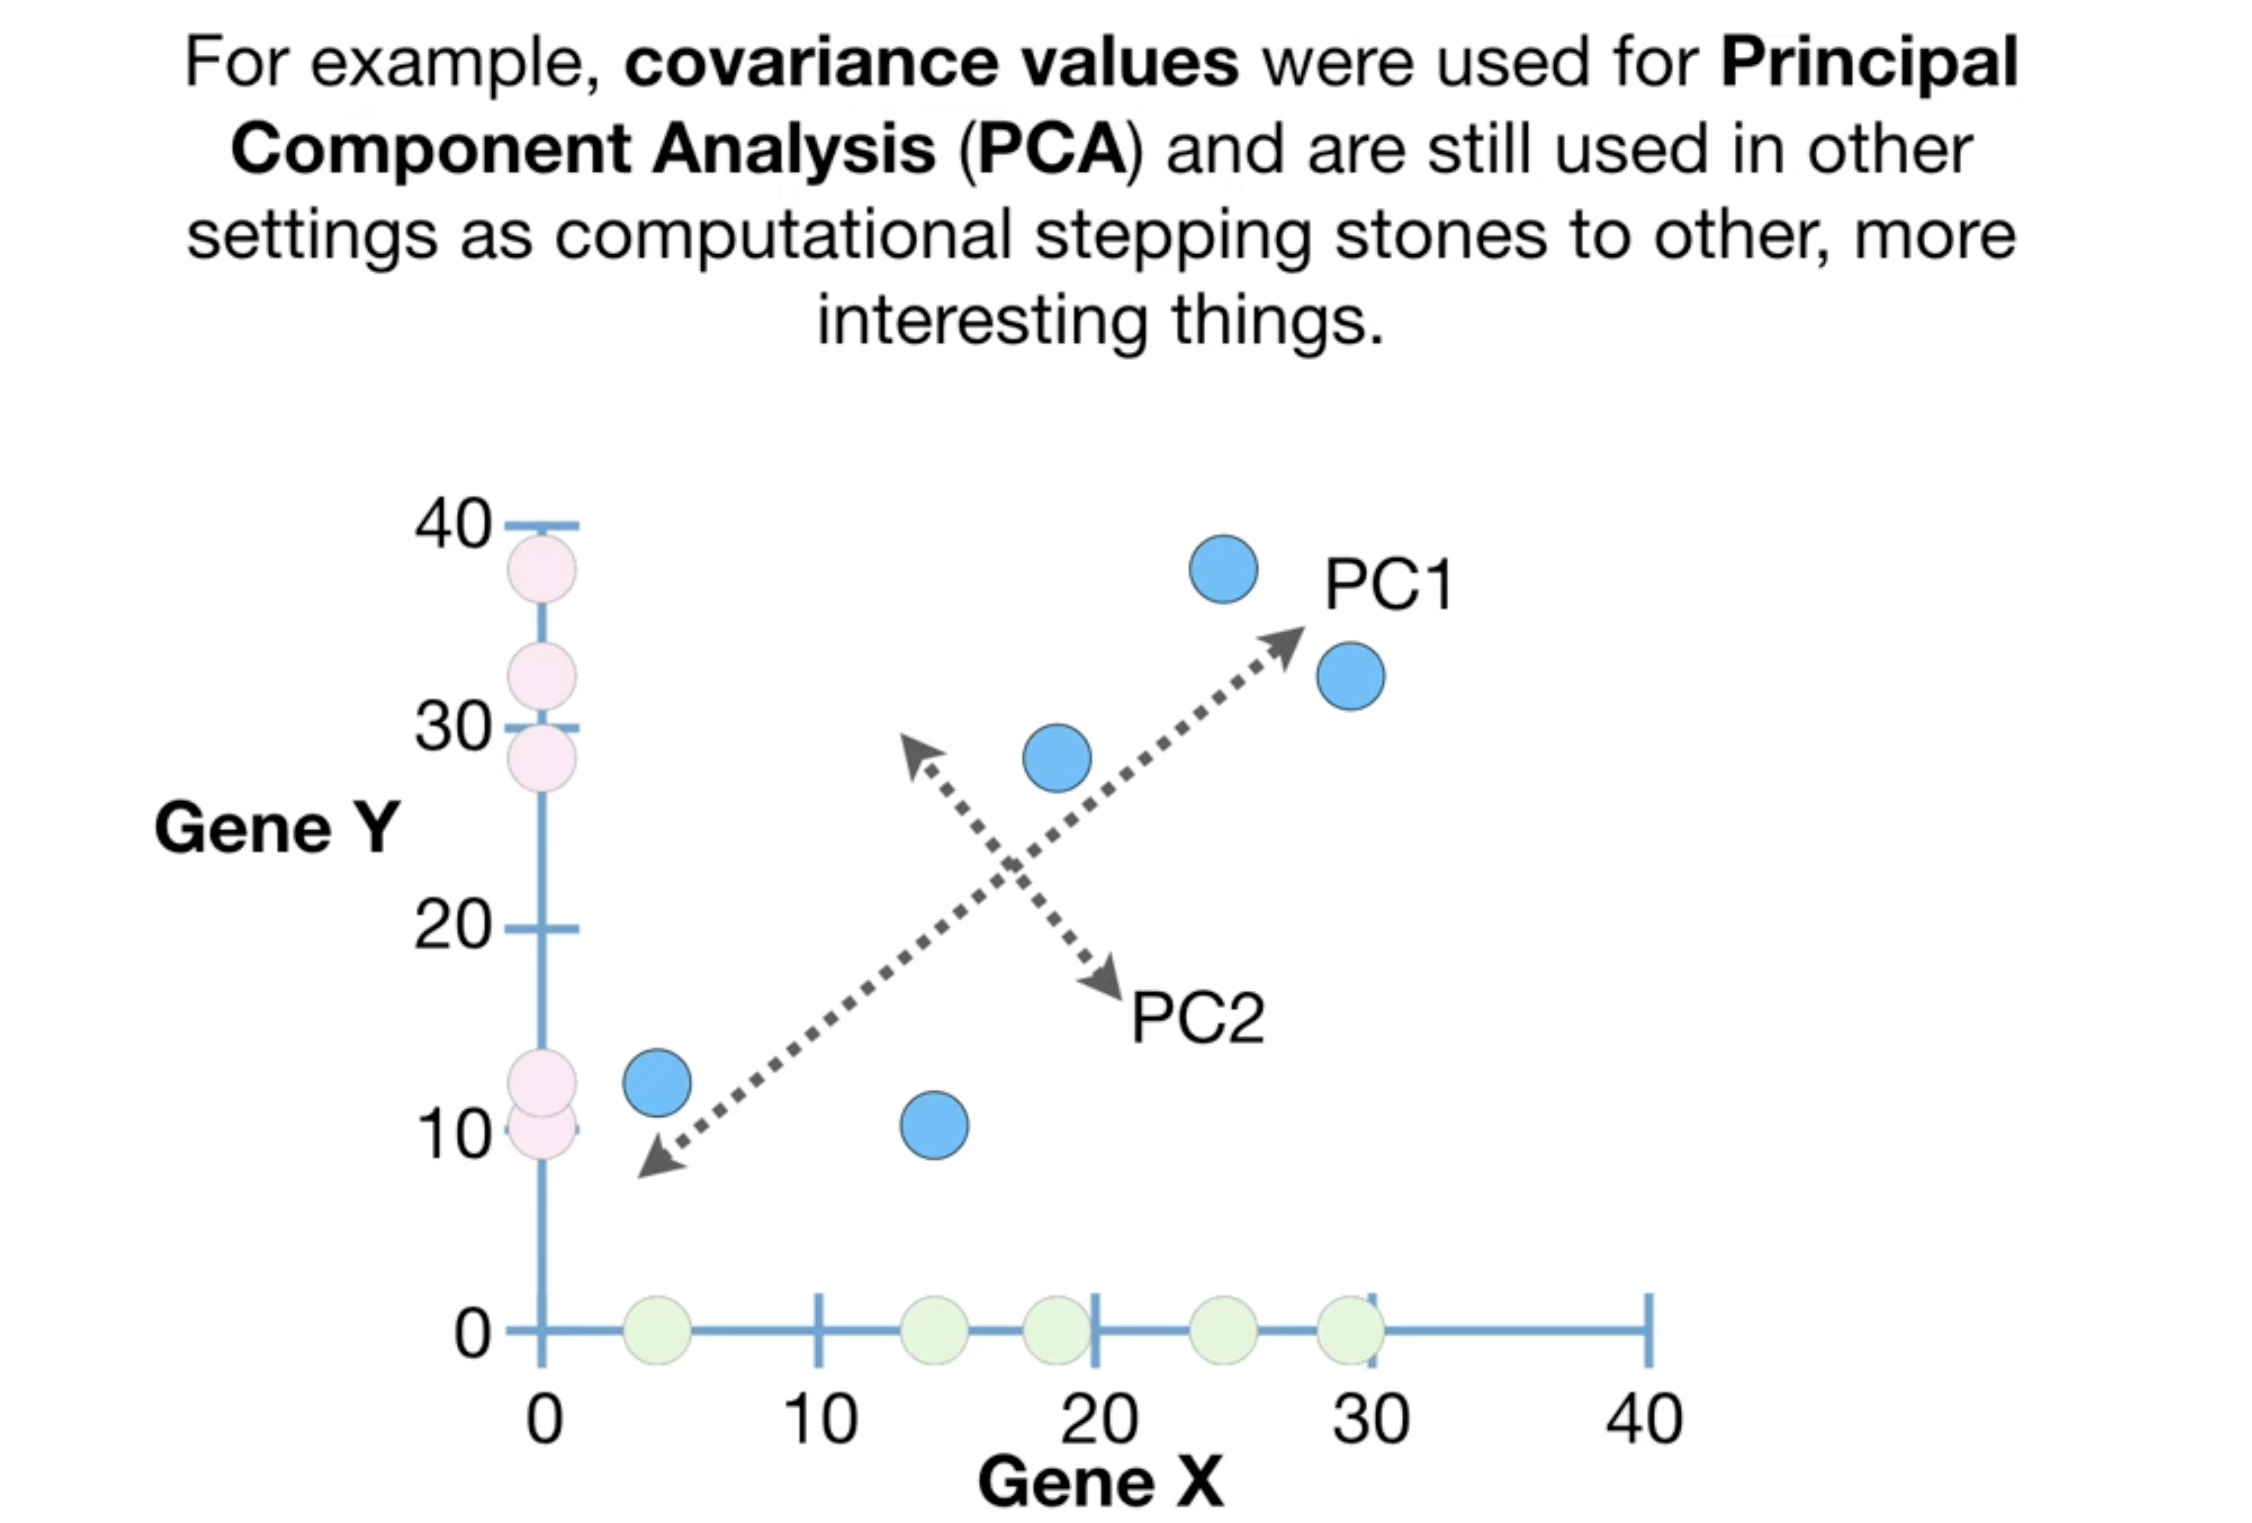 For example, covariance values were used for Principal
Component Analysis (PCA) and are still used in other
settings as computational stepping stones to other, more
interesting things.
40
PC1
30
Gene Y
20
PC2
10
0
0 10 20 30 40
Gene X